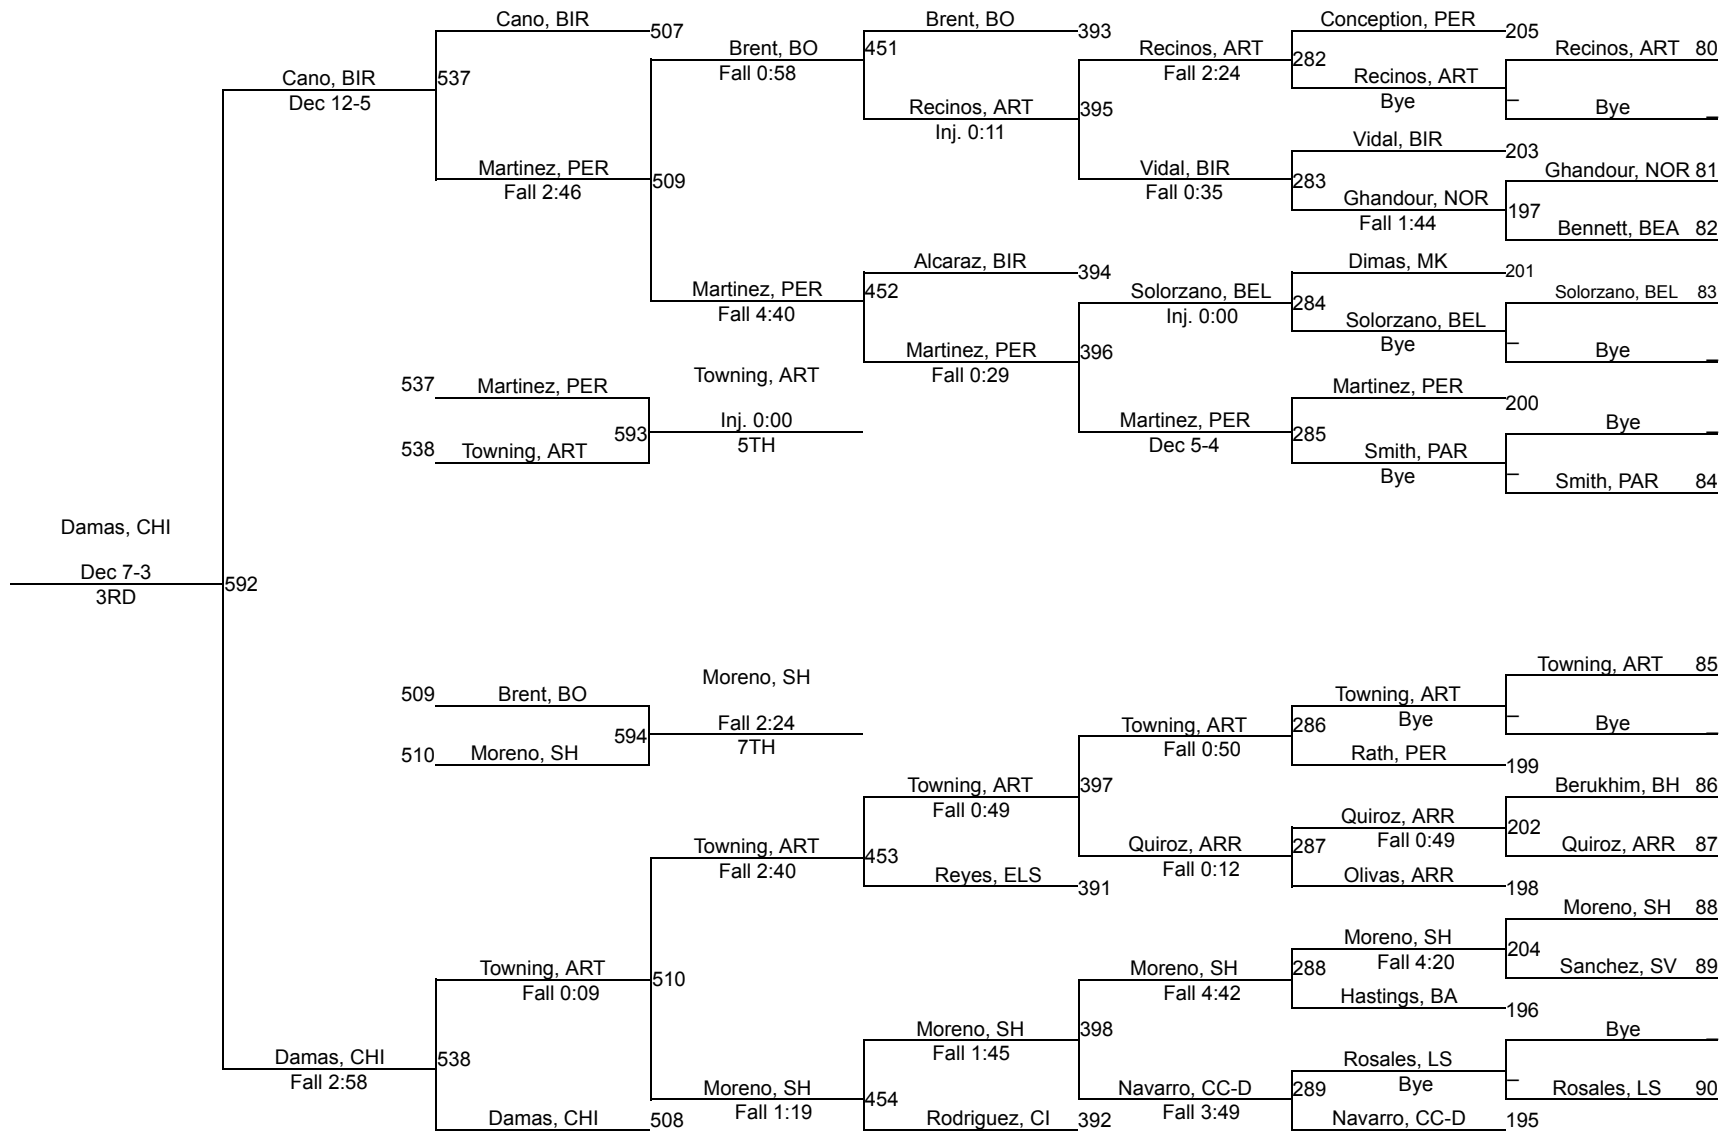 Cano, BIR
507
Brent, BO
393
Conception, PER
205
Brent, BO
Fall 0:58
451
Recinos, ART
Fall 2:24
282
Recinos, ART 80
Cano, BIR
Dec 12-5
537
Recinos, ART
Bye
_
Bye _
Recinos, ART
Inj. 0:11
395
Vidal, BIR
203
Martinez, PER
Fall 2:46
509
Vidal, BIR
Fall 0:35
283
Ghandour, NOR 81
Ghandour, NOR
Fall 1:44
197
Bennett, BEA 82
Alcaraz, BIR
394
Dimas, MK
201
Martinez, PER
Fall 4:40
452
Solorzano, BEL
Inj. 0:00
284
Solorzano, BEL 83
Solorzano, BEL
Bye
_
Bye _
Martinez, PER
Fall 0:29
396
537 Martinez, PER
Towning, ART
Martinez, PER
200
593
Inj. 0:00
5TH
Martinez, PER
Dec 5-4
285
Bye _
538 Towning, ART
Smith, PAR
Bye
_
Smith, PAR 84
Damas, CHI
Dec 7-3
3RD
592
509 Brent, BO
Moreno, SH
Towning, ART 85
594
Fall 2:24
7TH
Towning, ART
Fall 0:50
286
Towning, ART
Bye
_
Bye _
510 Moreno, SH
Rath, PER
199
Towning, ART
Fall 0:49
397
Berukhim, BH 86
Quiroz, ARR
Fall 0:49
202
Towning, ART
Fall 2:40
453
Quiroz, ARR
Fall 0:12
287
Quiroz, ARR 87
Reyes, ELS
391
Olivas, ARR
198
Moreno, SH 88
Moreno, SH
Fall 4:20
204
Towning, ART
Fall 0:09
510
Moreno, SH
Fall 4:42
288
Sanchez, SV 89
Hastings, BA
196
Moreno, SH
Fall 1:45
398
Bye _
Damas, CHI
Fall 2:58
538
Rosales, LS
Bye
_
Moreno, SH
Fall 1:19
454
Navarro, CC-D
Fall 3:49
289
Rosales, LS 90
Damas, CHI
508
Rodriguez, CI
392
Navarro, CC-D
195